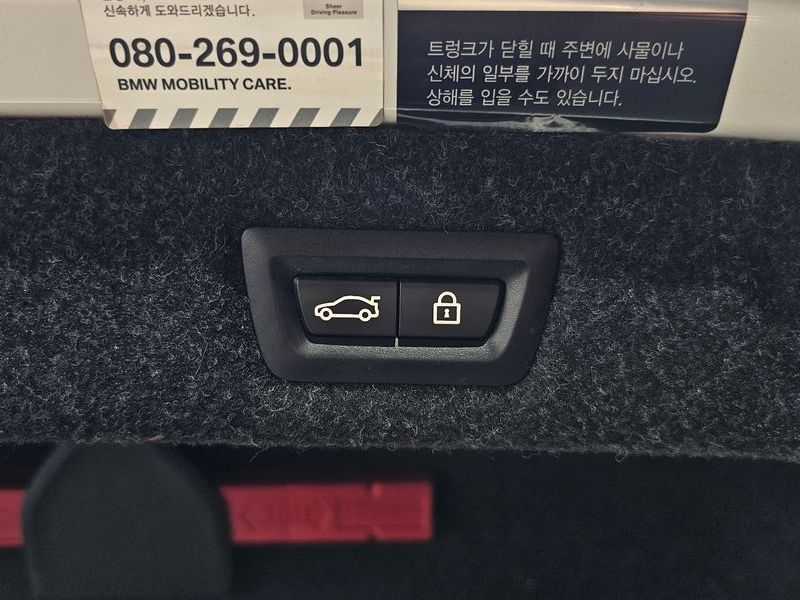 신속하게 도와드리겠습니다.
Sheer
Driving Pleasure
080-269-0001
BMW MOBILITY CARE.
트렁크가 닫힐 때 주변에 사물이나
신체의 일부를 가까이 두지 마십시오.
상해를 입을 수도 있습니다.